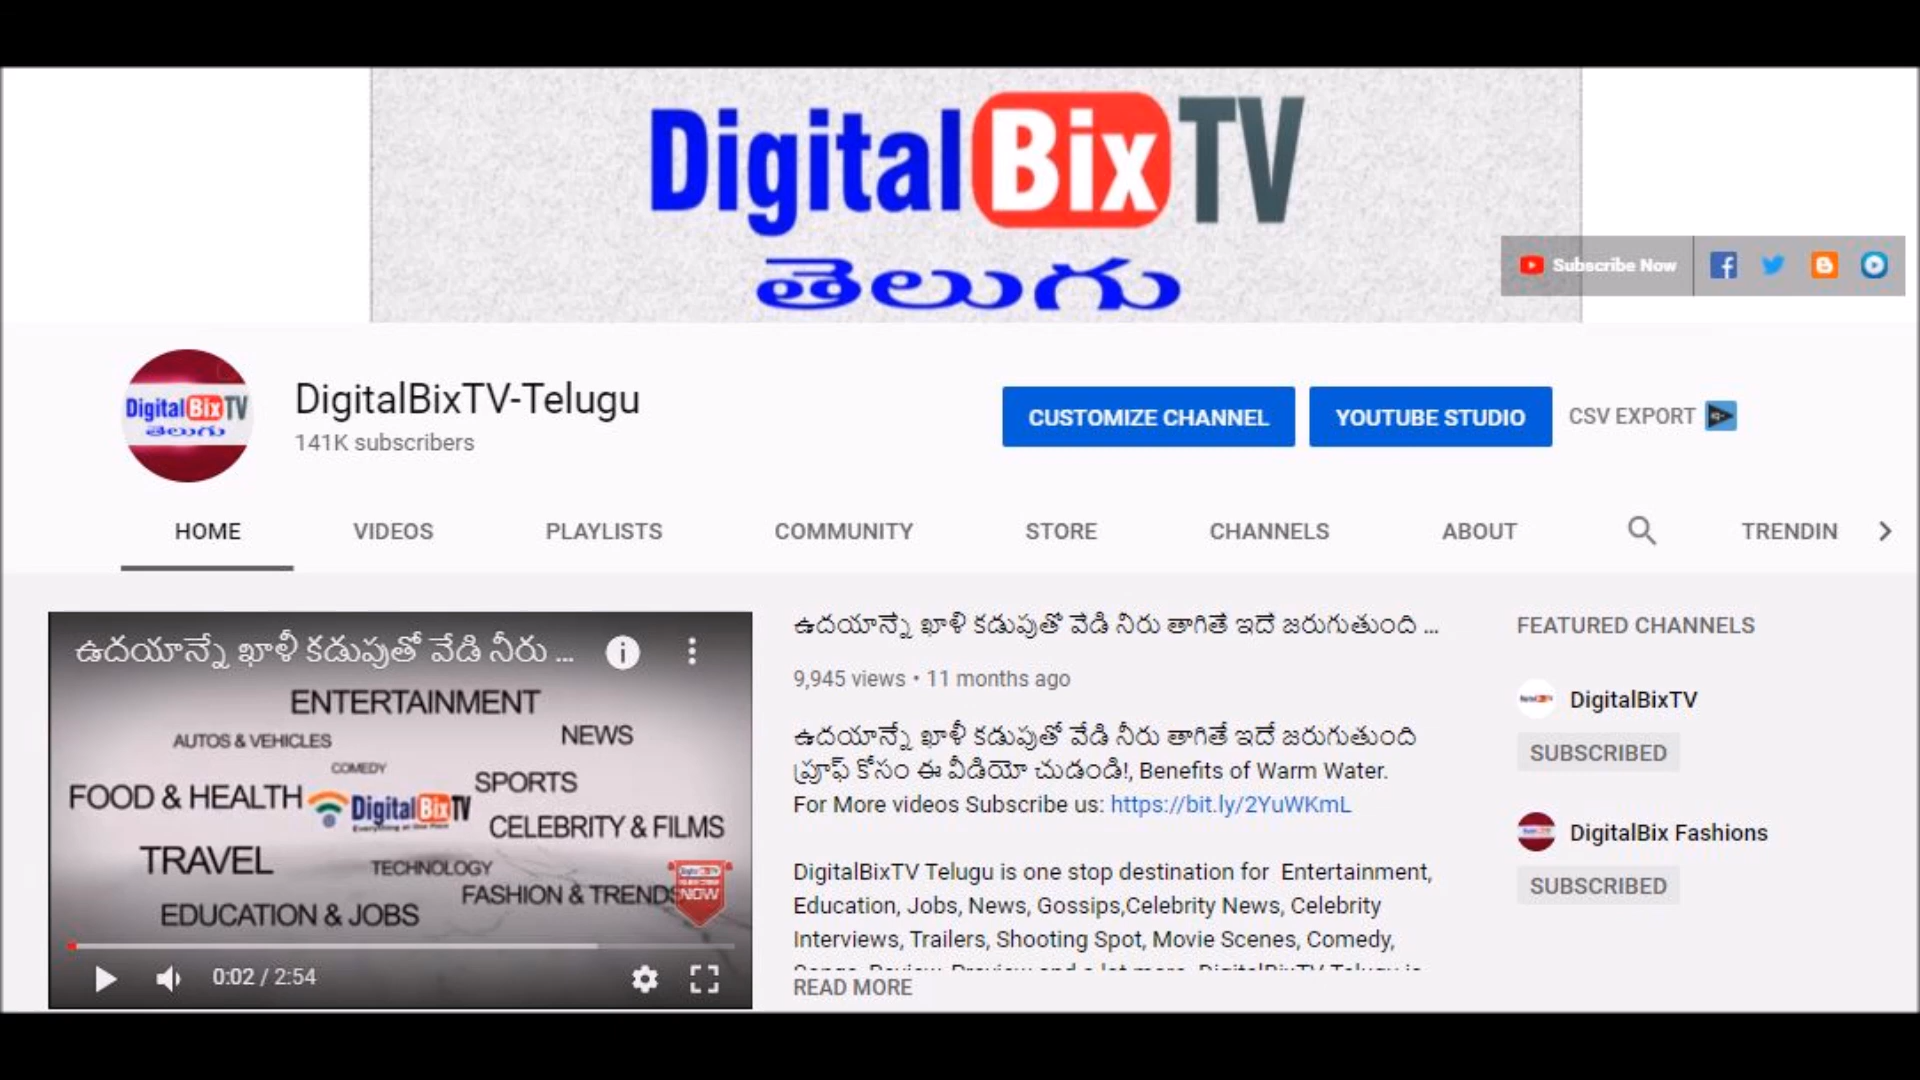 DigitalBixTV
తెలుగు
Subscribe Now
DigitalBixTV
తెలుగు
DigitalBixTV-Telugu
141K subscribers
CUSTOMIZE CHANNEL
YOUTUBE STUDIO
CSV EXPORT
HOME
VIDEOS
PLAYLISTS
COMMUNITY
STORE
CHANNELS
ABOUT
TRENDIN
ఉదయాన్నే ఖాళీ కడుపుతో వేడి నీరు ...
ENTERTAINMENT
AUTOS & VEHICLES
NEWS
COMEDY
FOOD & HEALTH
DigitalBixTV
SPORTS
CELEBRITY & FILMS
TRAVEL
TECHNOLOGY
FASHION & TRENDS
NOW
EDUCATION & JOBS
0:02 / 2:54
ఉదయాన్నే ఖాళీ కడుపుతో వేడి నీరు తాగితే ఇదే జరుగుతుంది ...
9,945 views • 11 months ago
ఉదయాన్నే ఖాళీ కడుపుతో వేడి నీరు తాగితే ఇదే జరుగుతుంది
ప్రూఫ్ కోసం ఈ వీడియో చుడండి!, Benefits of Warm Water.
For More videos Subscribe us: https://bit.ly/2YuWKmL
DigitalBixTV Telugu is one stop destination for Entertainment,
Education, Jobs, News, Gossips,Celebrity News, Celebrity
Interviews, Trailers, Shooting Spot, Movie Scenes, Comedy,
READ MORE
FEATURED CHANNELS
DigitalBixTV
SUBSCRIBED
DigitalBix Fashions
SUBSCRIBED